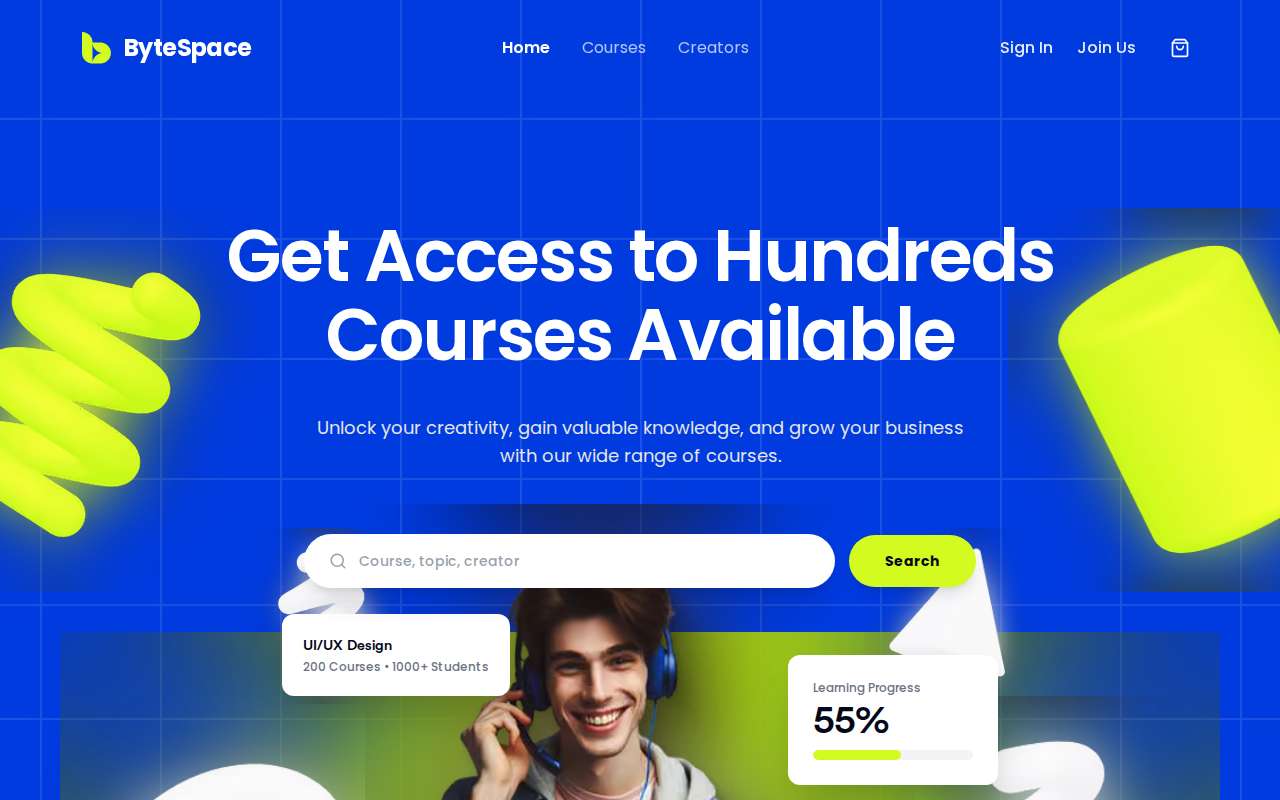 ByteSpace
Home
Courses
Creators
Sign In
Join Us
Get Access to Hundreds
Courses Available
Unlock your creativity, gain valuable knowledge, and grow your business
with our wide range of courses.
Course, topic, creator
Search
UI/UX Design
200 Courses • 1000+ Students
Learning Progress
55%